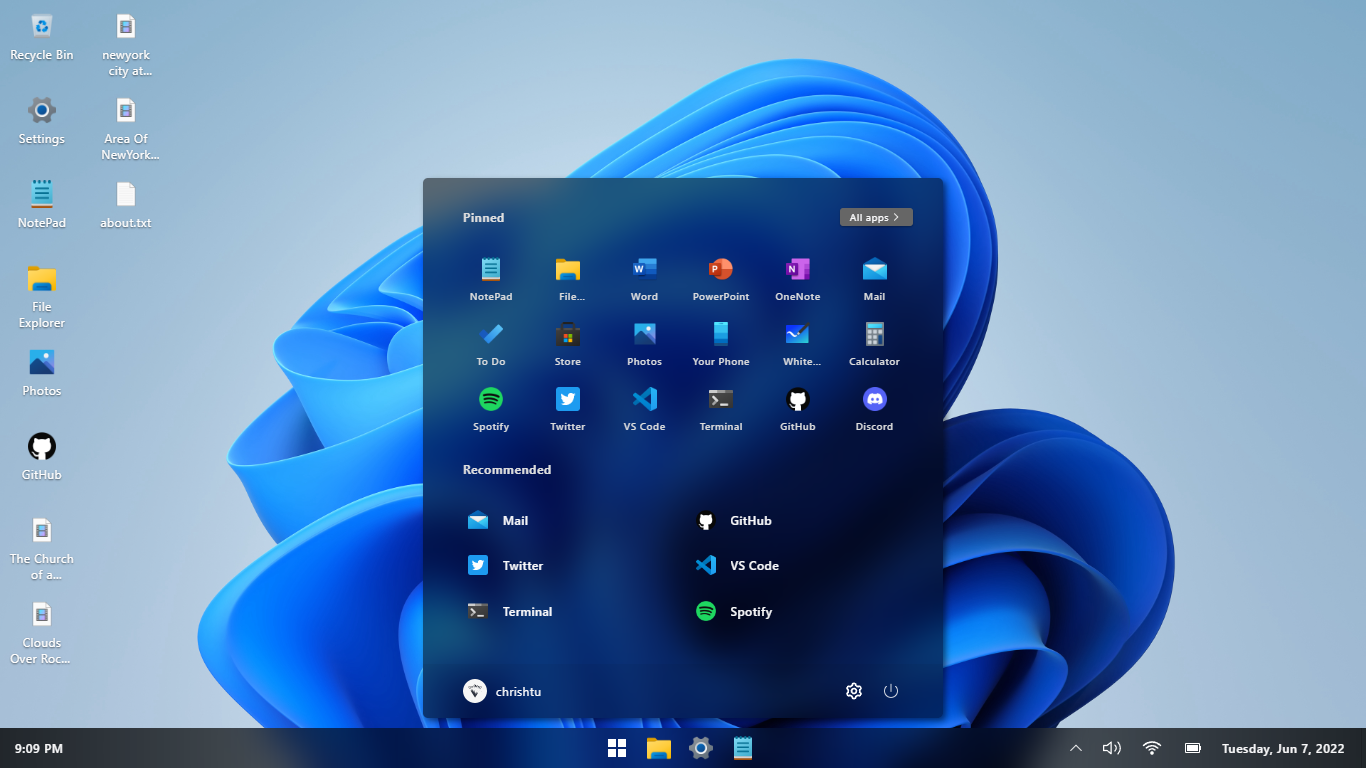 Recycle Bin
newyork
city at...
Settings
Area Of
NewYork...
NotePad
about.txt
File
Explorer
Photos
GitHub
The Church
of a...
Clouds
Over Roc...
Pinned
All apps
NotePad
File...
Word
PowerPoint
OneNote
Mail
To Do
Store
Photos
Your Phone
White...
Calculator
Spotify
Twitter
VS Code
Terminal
GitHub
Discord
Recommended
Mail
GitHub
Twitter
VS Code
Terminal
Spotify
chrishtu
9:09 PM
Tuesday, Jun 7, 2022